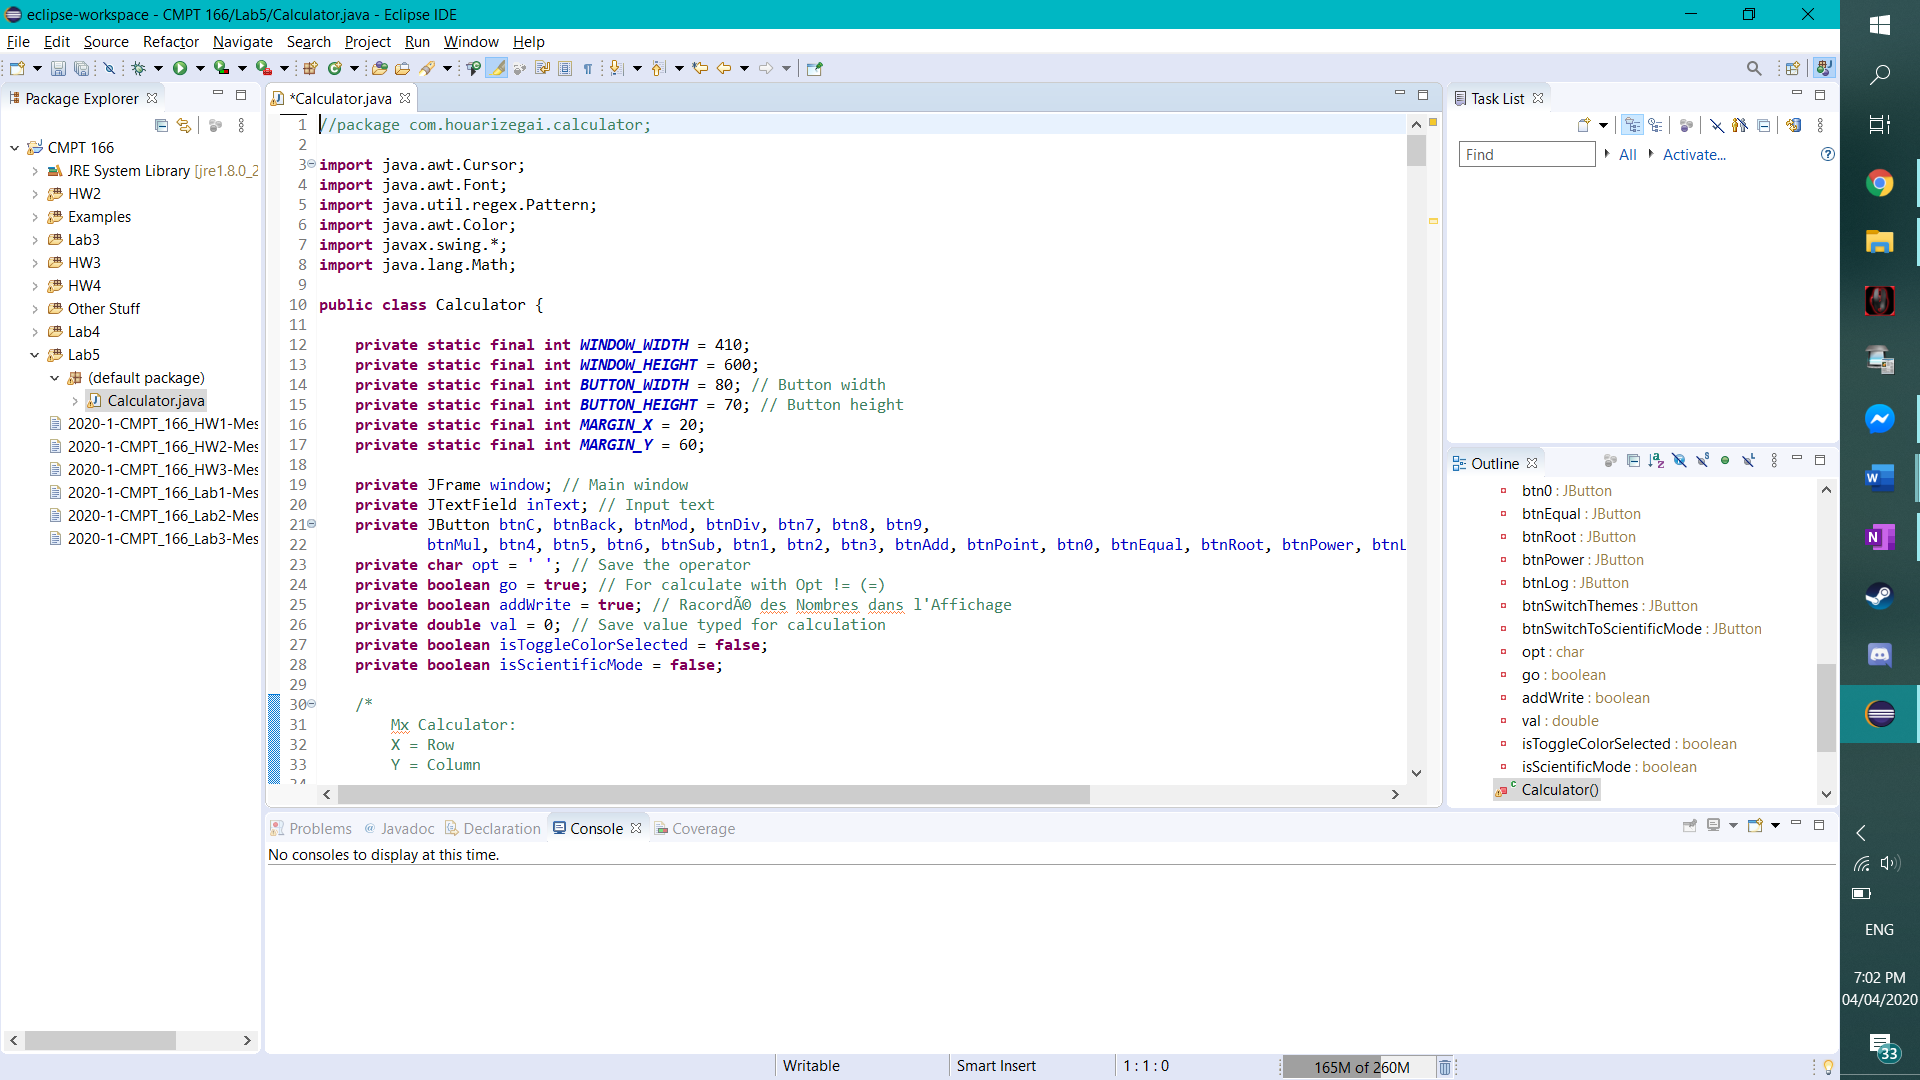 eclipse-workspace - CMPT 166/Lab5/Calculator.java - Eclipse IDE
File Edit Source Refactor Navigate Search Project Run Window Help
Package Explorer
CMPT 166
JRE System Library [jre1.8.0_2
HW2
Examples
Lab3
HW3
HW4
Other Stuff
Lab4
Lab5
(default package)
Calculator.java
2020-1-CMPT_166_HW1-Mes
2020-1-CMPT_166_HW2-Mes
2020-1-CMPT_166_HW3-Mes
2020-1-CMPT_166_Lab1-Mes
2020-1-CMPT_166_Lab2-Mes
2020-1-CMPT_166_Lab3-Mes
*Calculator.java
1 //package com.houarizegai.calculator;
2
3 import java.awt.Cursor;
4 import java.awt.Font;
5 import java.util.regex.Pattern;
6 import java.awt.Color;
7 import javax.swing.*;
8 import java.lang.Math;
9
10 public class Calculator {
11
12 private static final int WINDOW_WIDTH = 410;
13 private static final int WINDOW_HEIGHT = 600;
14 private static final int BUTTON_WIDTH = 80; // Button width
15 private static final int BUTTON_HEIGHT = 70; // Button height
16 private static final int MARGIN_X = 20;
17 private static final int MARGIN_Y = 60;
18
19 private JFrame window; // Main window
20 private JTextField inText; // Input text
21 private JButton btnC, btnBack, btnMod, btnDiv, btn7, btn8, btn9,
22 btnMul, btn4, btn5, btn6, btnSub, btn1, btn2, btn3, btnAdd, btnPoint, btn0, btnEqual, btnRoot, btnPower, btnL
23 private char opt = ' '; // Save the operator
24 private boolean go = true; // For calculate with Opt != (=)
25 private boolean addWrite = true; // RacordÃ© des Nombres dans l'Affichage
26 private double val = 0; // Save value typed for calculation
27 private boolean isToggleColorSelected = false;
28 private boolean isScientificMode = false;
29
30 /*
31 Mx Calculator:
32 X = Row
33 Y = Column
34
Problems @ Javadoc Declaration Console Coverage
No consoles to display at this time.
Task List
Find All Activate...
Outline
btn0 : JButton
btnEqual : JButton
btnRoot : JButton
btnPower : JButton
btnLog : JButton
btnSwitchThemes : JButton
btnSwitchToScientificMode : JButton
opt : char
go : boolean
addWrite : boolean
val : double
isToggleColorSelected : boolean
isScientificMode : boolean
Calculator()
Writable Smart Insert 1 : 1 : 0 165M of 260M
ENG
7:02 PM
04/04/2020
33